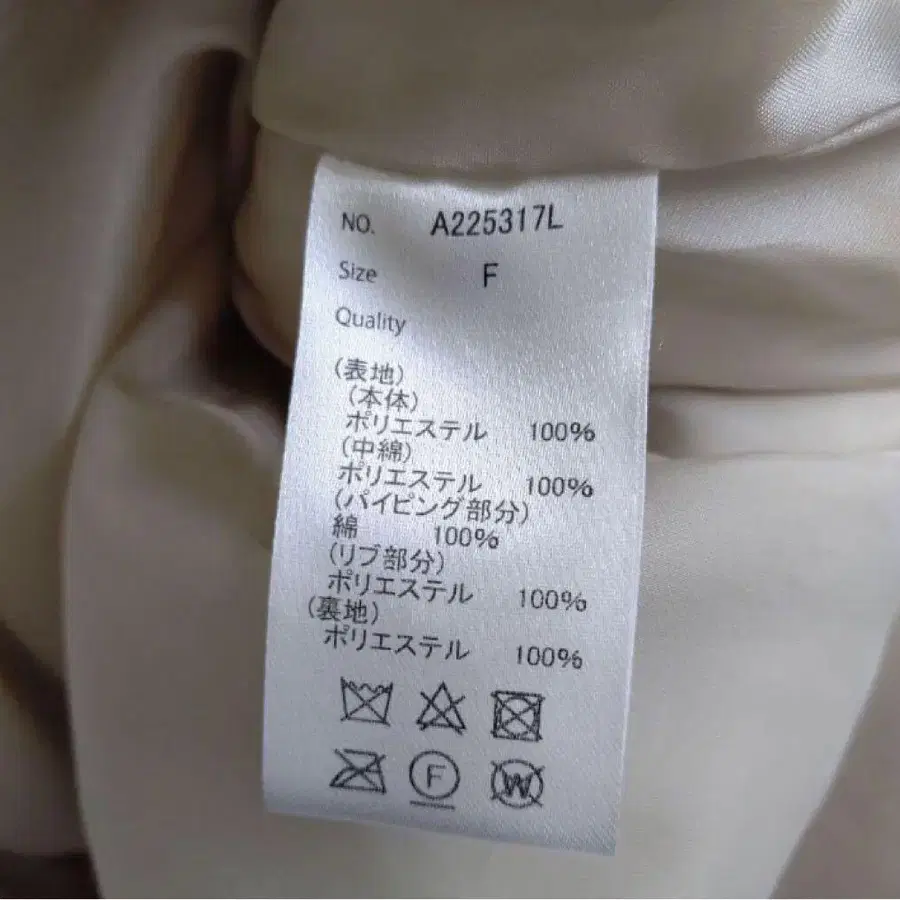 NO. A225317L
Size F
Quality
(表地)
(本体)
ポリエステル 100%
(中綿)
ポリエステル 100%
(パイピング部分)
綿 100%
(リブ部分)
ポリエステル 100%
(裏地)
ポリエステル 100%
F W